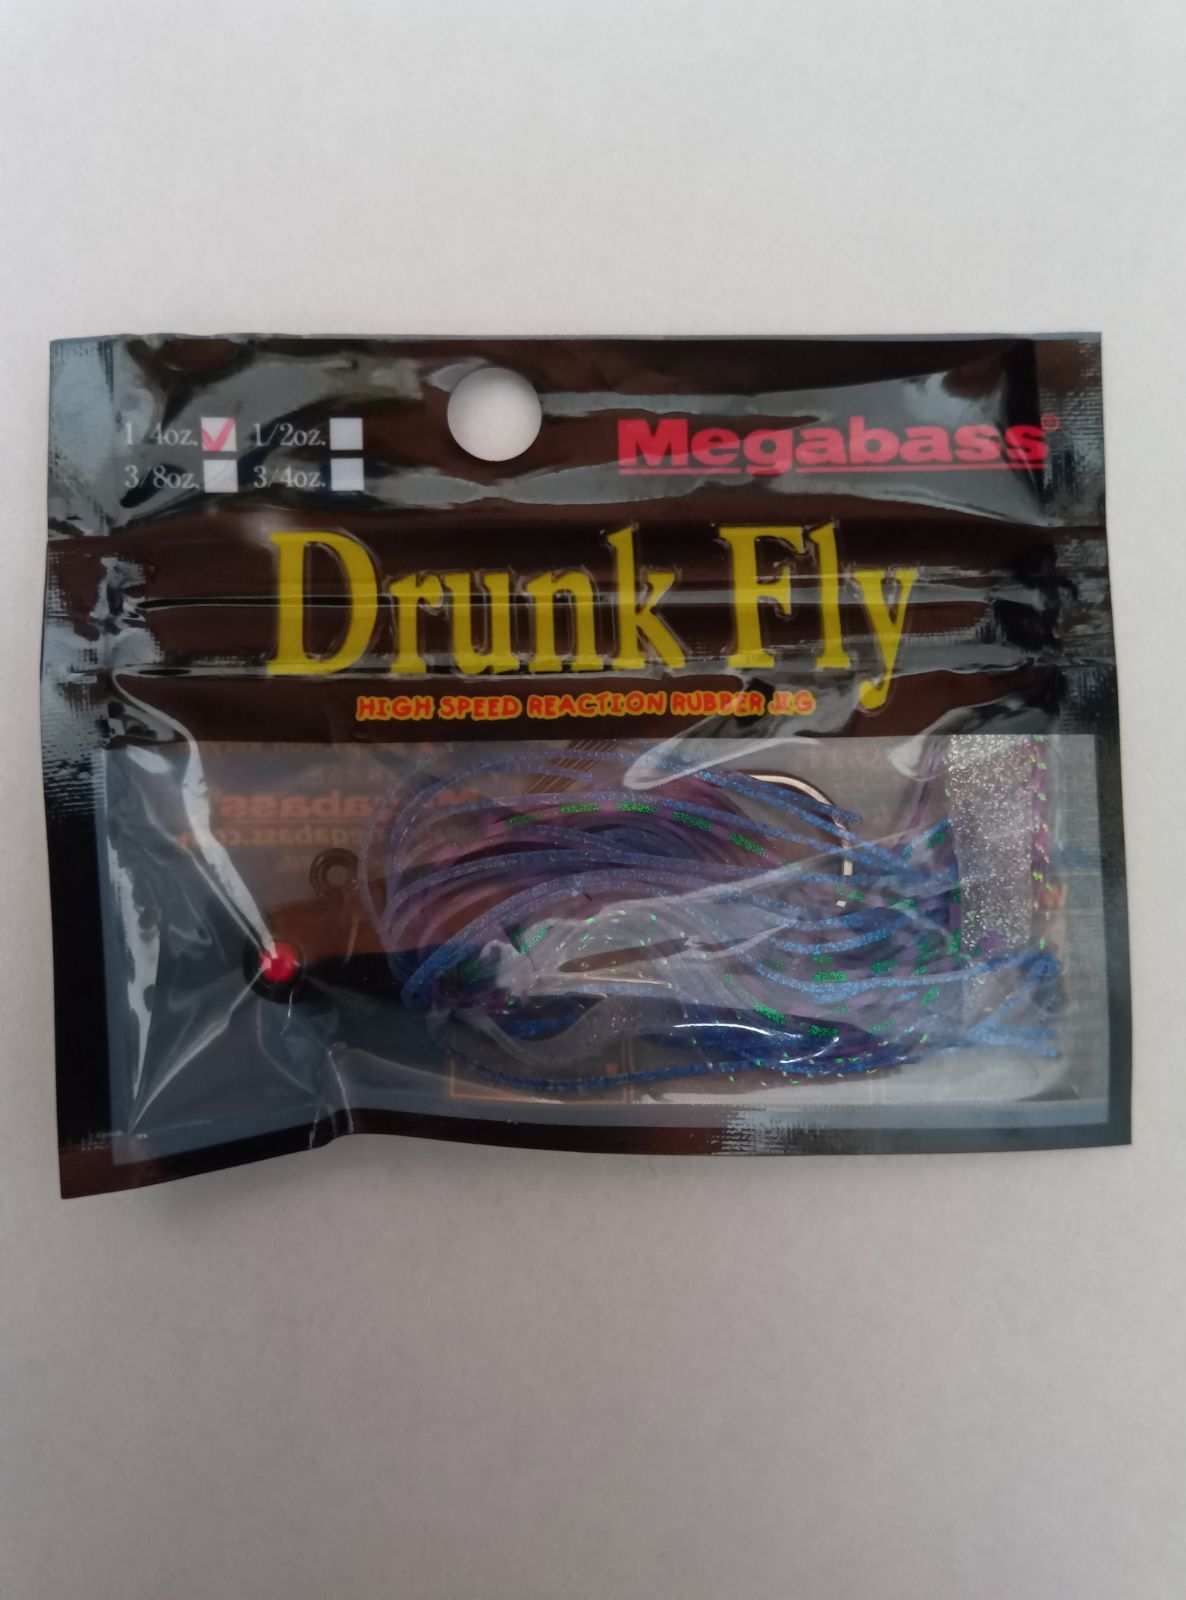 1/4oz. 1/2oz.
3/8oz. 3/4oz.
Megabass®
Drunk Fly
HIGH SPEED REACTION RUBBER JIG